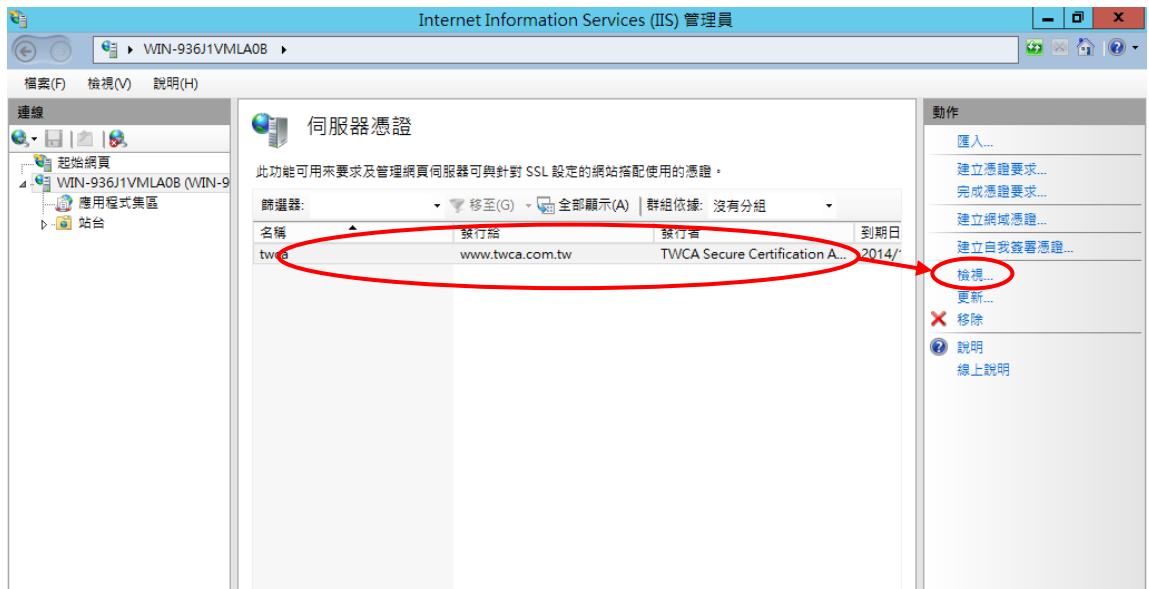 Internet Information Services (IIS) 管理員
WIN-936J1VMLA0B
檔案(F) 檢視(V) 說明(H)
連線
起始網頁
WIN-936J1VMLA0B (WIN-9
應用程式集區
站台
伺服器憑證
此功能可用來要求及管理網頁伺服器可與針對 SSL 設定的網站搭配使用的憑證。
篩選器: 移至(G) 全部顯示(A) 群組依據: 沒有分組
名稱 發行給 發行者 到期日
twca www.twca.com.tw TWCA Secure Certification A... 2014/
動作
匯入...
建立憑證要求...
完成憑證要求...
建立網域憑證...
建立自我簽署憑證...
檢視...
更新...
移除
說明
線上說明